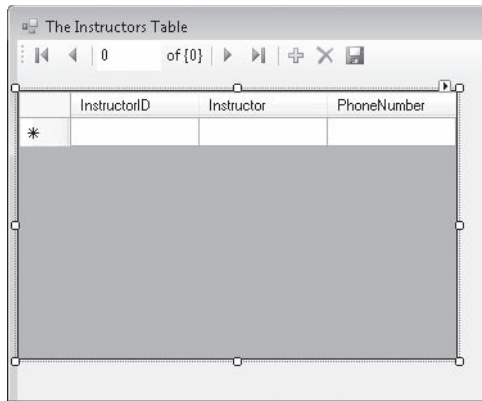 The Instructors Table
0 of {0}
InstructorID Instructor PhoneNumber